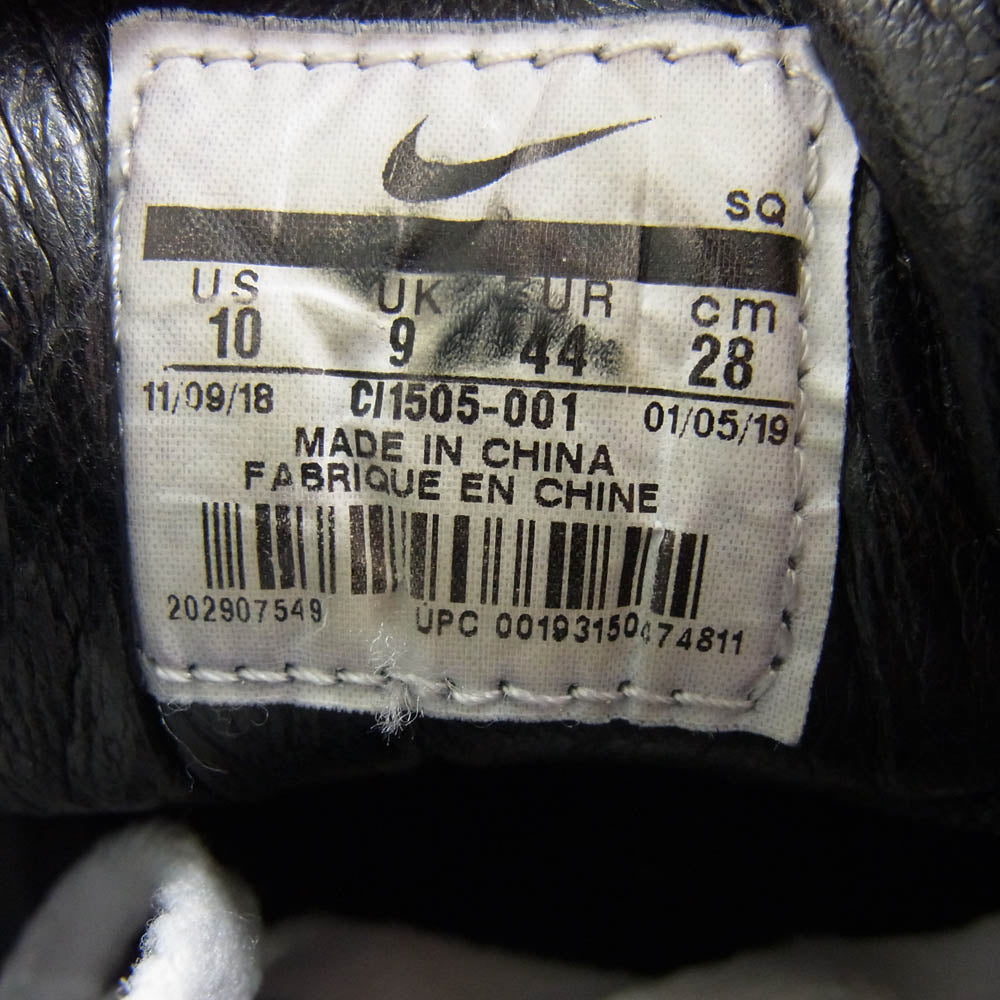 SQ
US UK EUR cm
10 9 44 28
11/09/18 CI1505-001 01/05/19
MADE IN CHINA
FABRIQUE EN CHINE
202907549 UPC 00193150474811